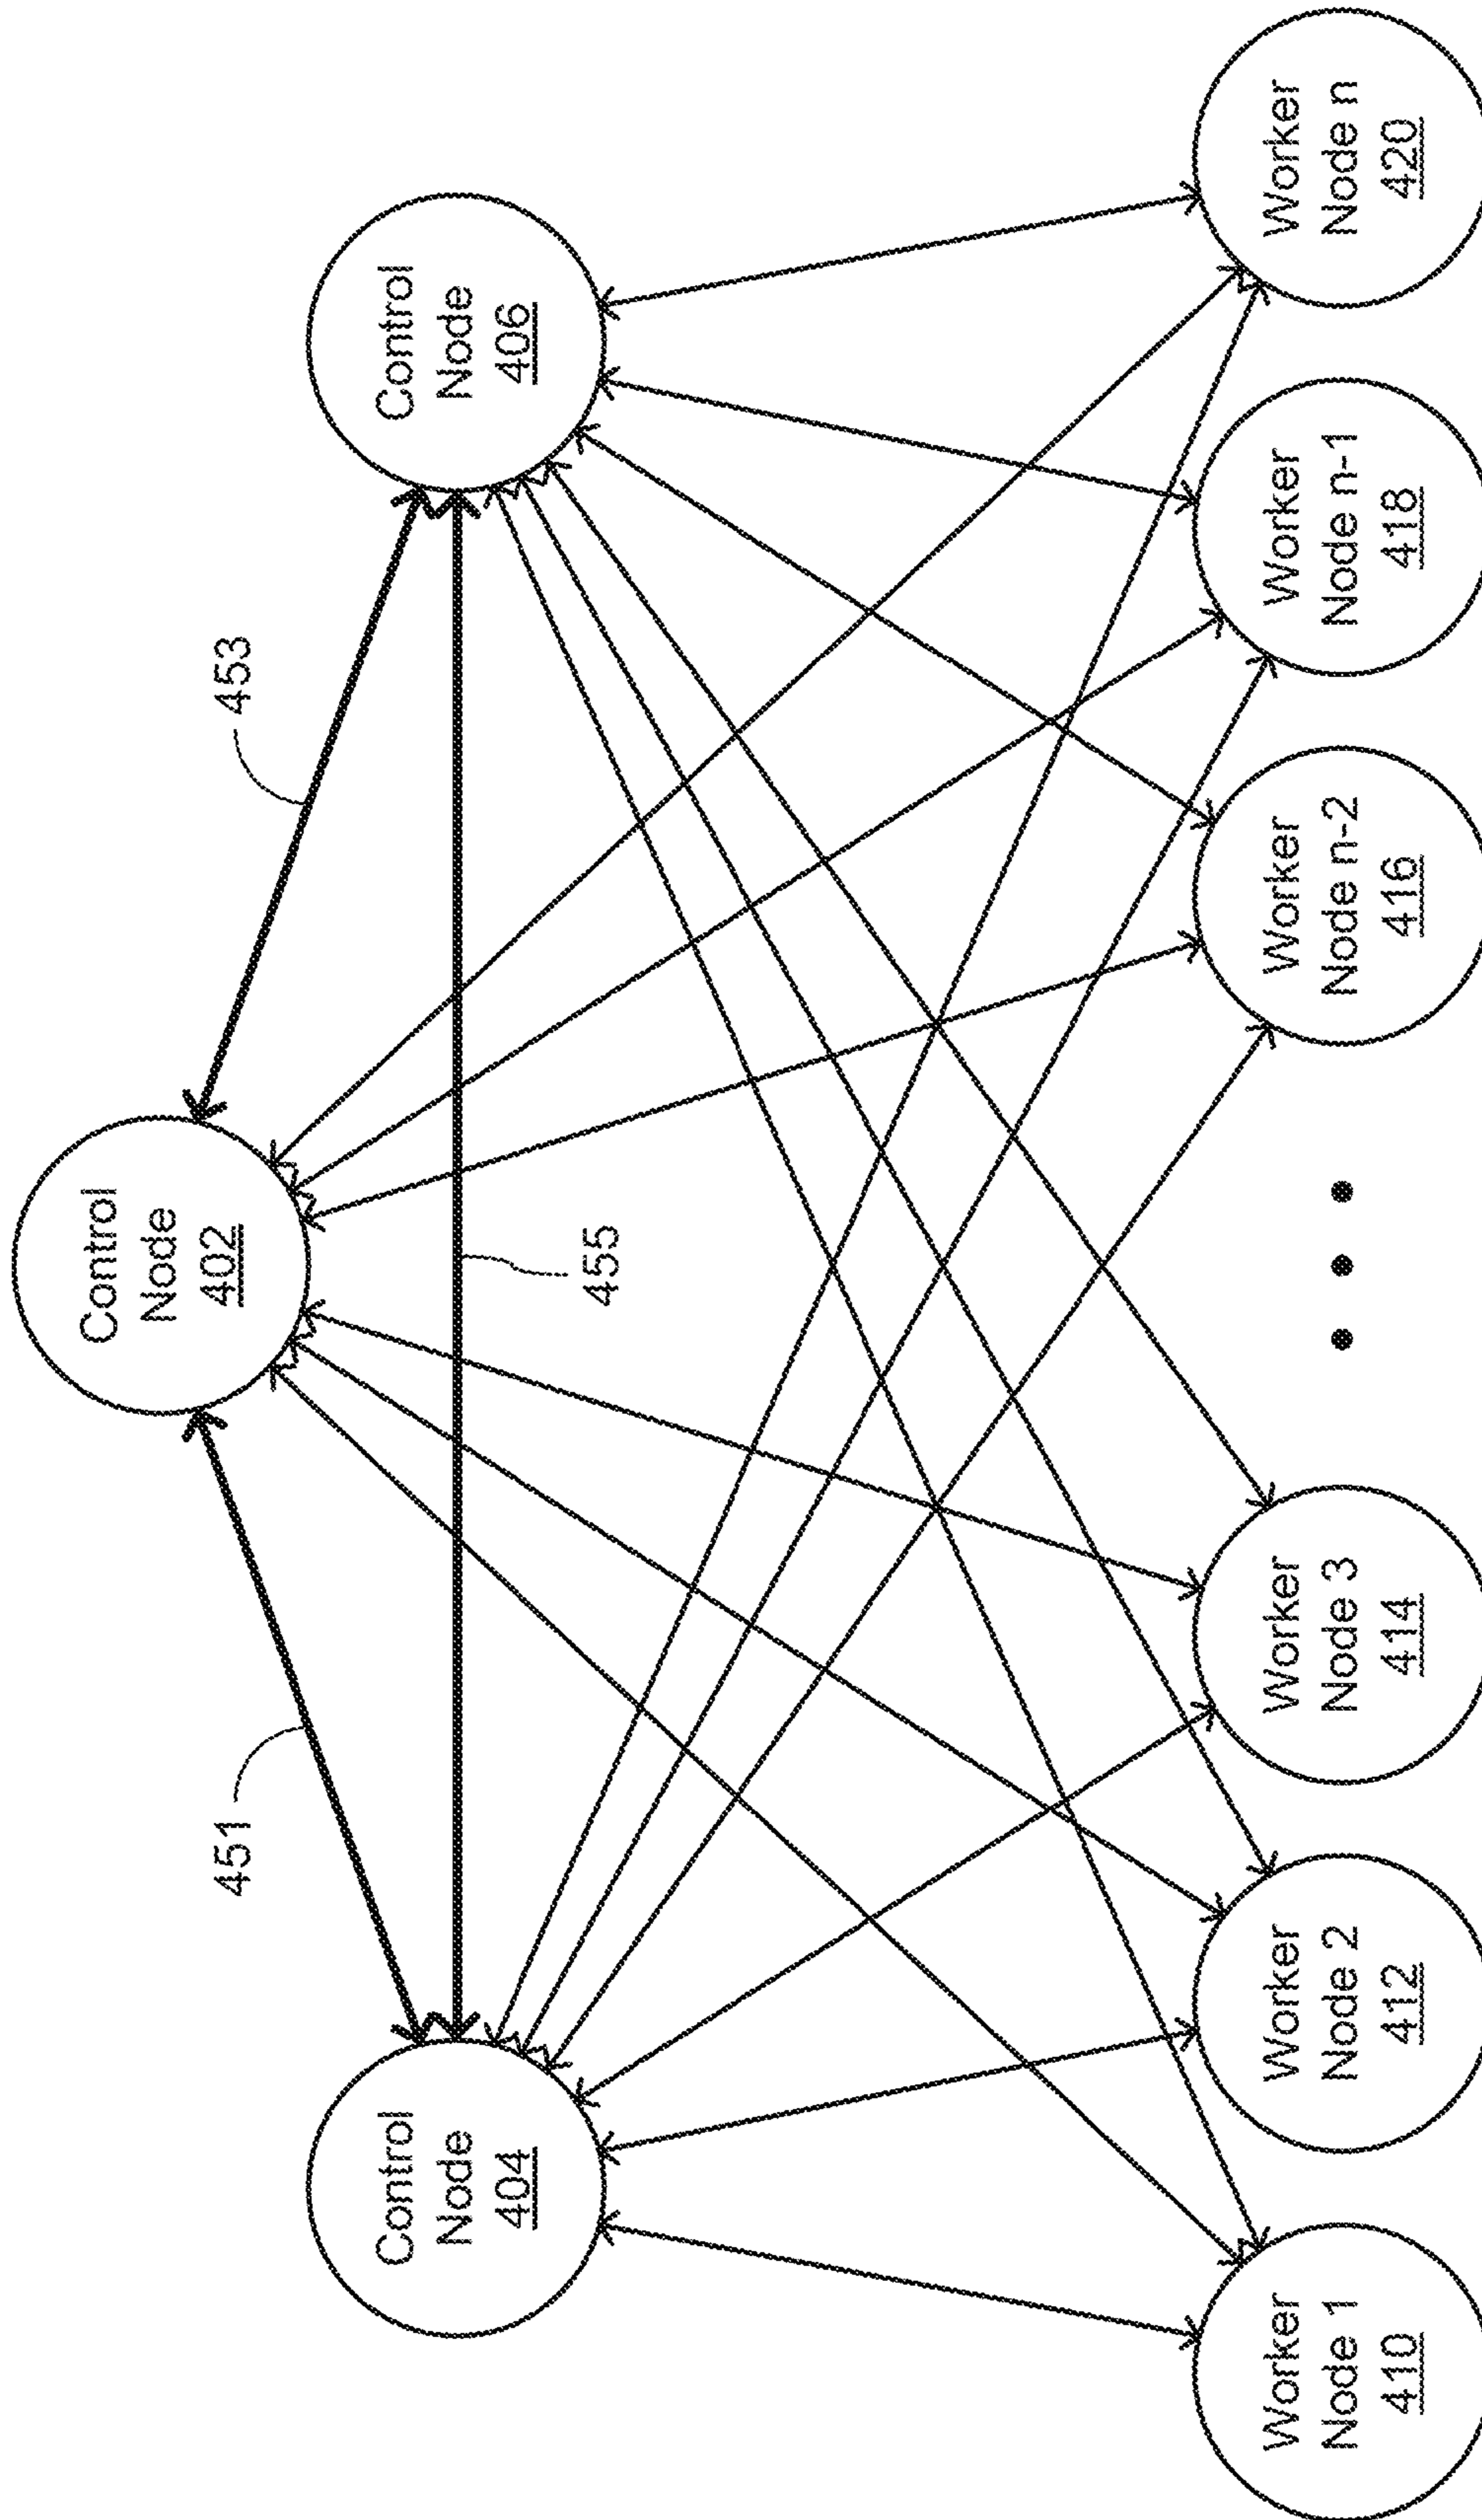 Control
Node
402
451
453
Control
Node
404
Control
Node
406
455
Worker
Node 1
410
Worker
Node 2
412
Worker
Node 3
414
Worker
Node n-2
416
Worker
Node n-1
418
Worker
Node n
420